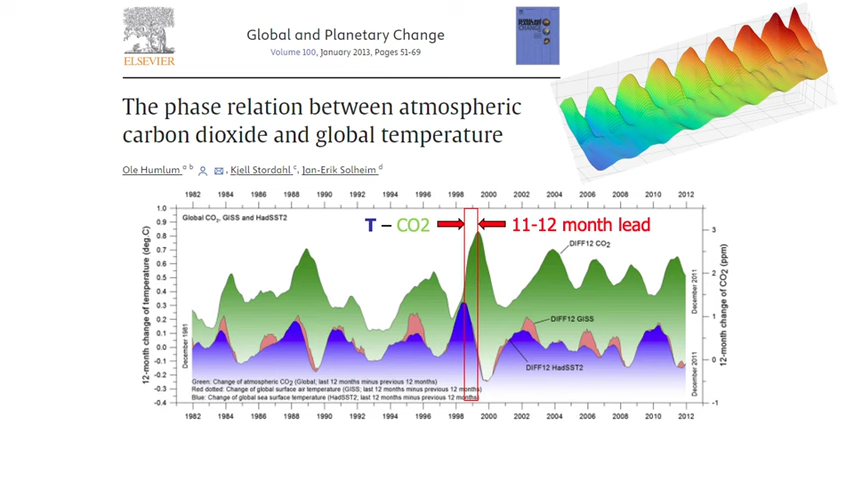 ELSEVIER
Global and Planetary Change
Volume 100, January 2013, Pages 51-69
The phase relation between atmospheric
carbon dioxide and global temperature
Ole Humlum a b , Kjell Stordahl c, Jan-Erik Solheim d
1982 1984 1986 1988 1990 1992 1994 1996 1998 2000 2002 2004 2006 2008 2010 2012
Global CO2, GISS and HadSST2
T – CO2
11-12 month lead
DIFF12 CO2
DIFF12 GISS
DIFF12 HadSST2
12-month change of temperature (deg.C)
1.0
0.9
0.8
0.7
0.6
0.5
0.4
0.3
0.2
0.1
0.0
-0.1
-0.2
-0.3
-0.4
December 1981
3
2
1
0
-1
December 2011
December 2011
12-month change of CO2 (ppm)
Green: Change of atmospheric CO2 (Global; last 12 months minus previous 12 months)
Red dotted: Change of global surface air temperature (GISS; last 12 months minus previous 12 months)
Blue: Change of global sea surface temperature (HadSST2; last 12 months minus previous 12 months)
1982 1984 1986 1988 1990 1992 1994 1996 1998 2000 2002 2004 2006 2008 2010 2012